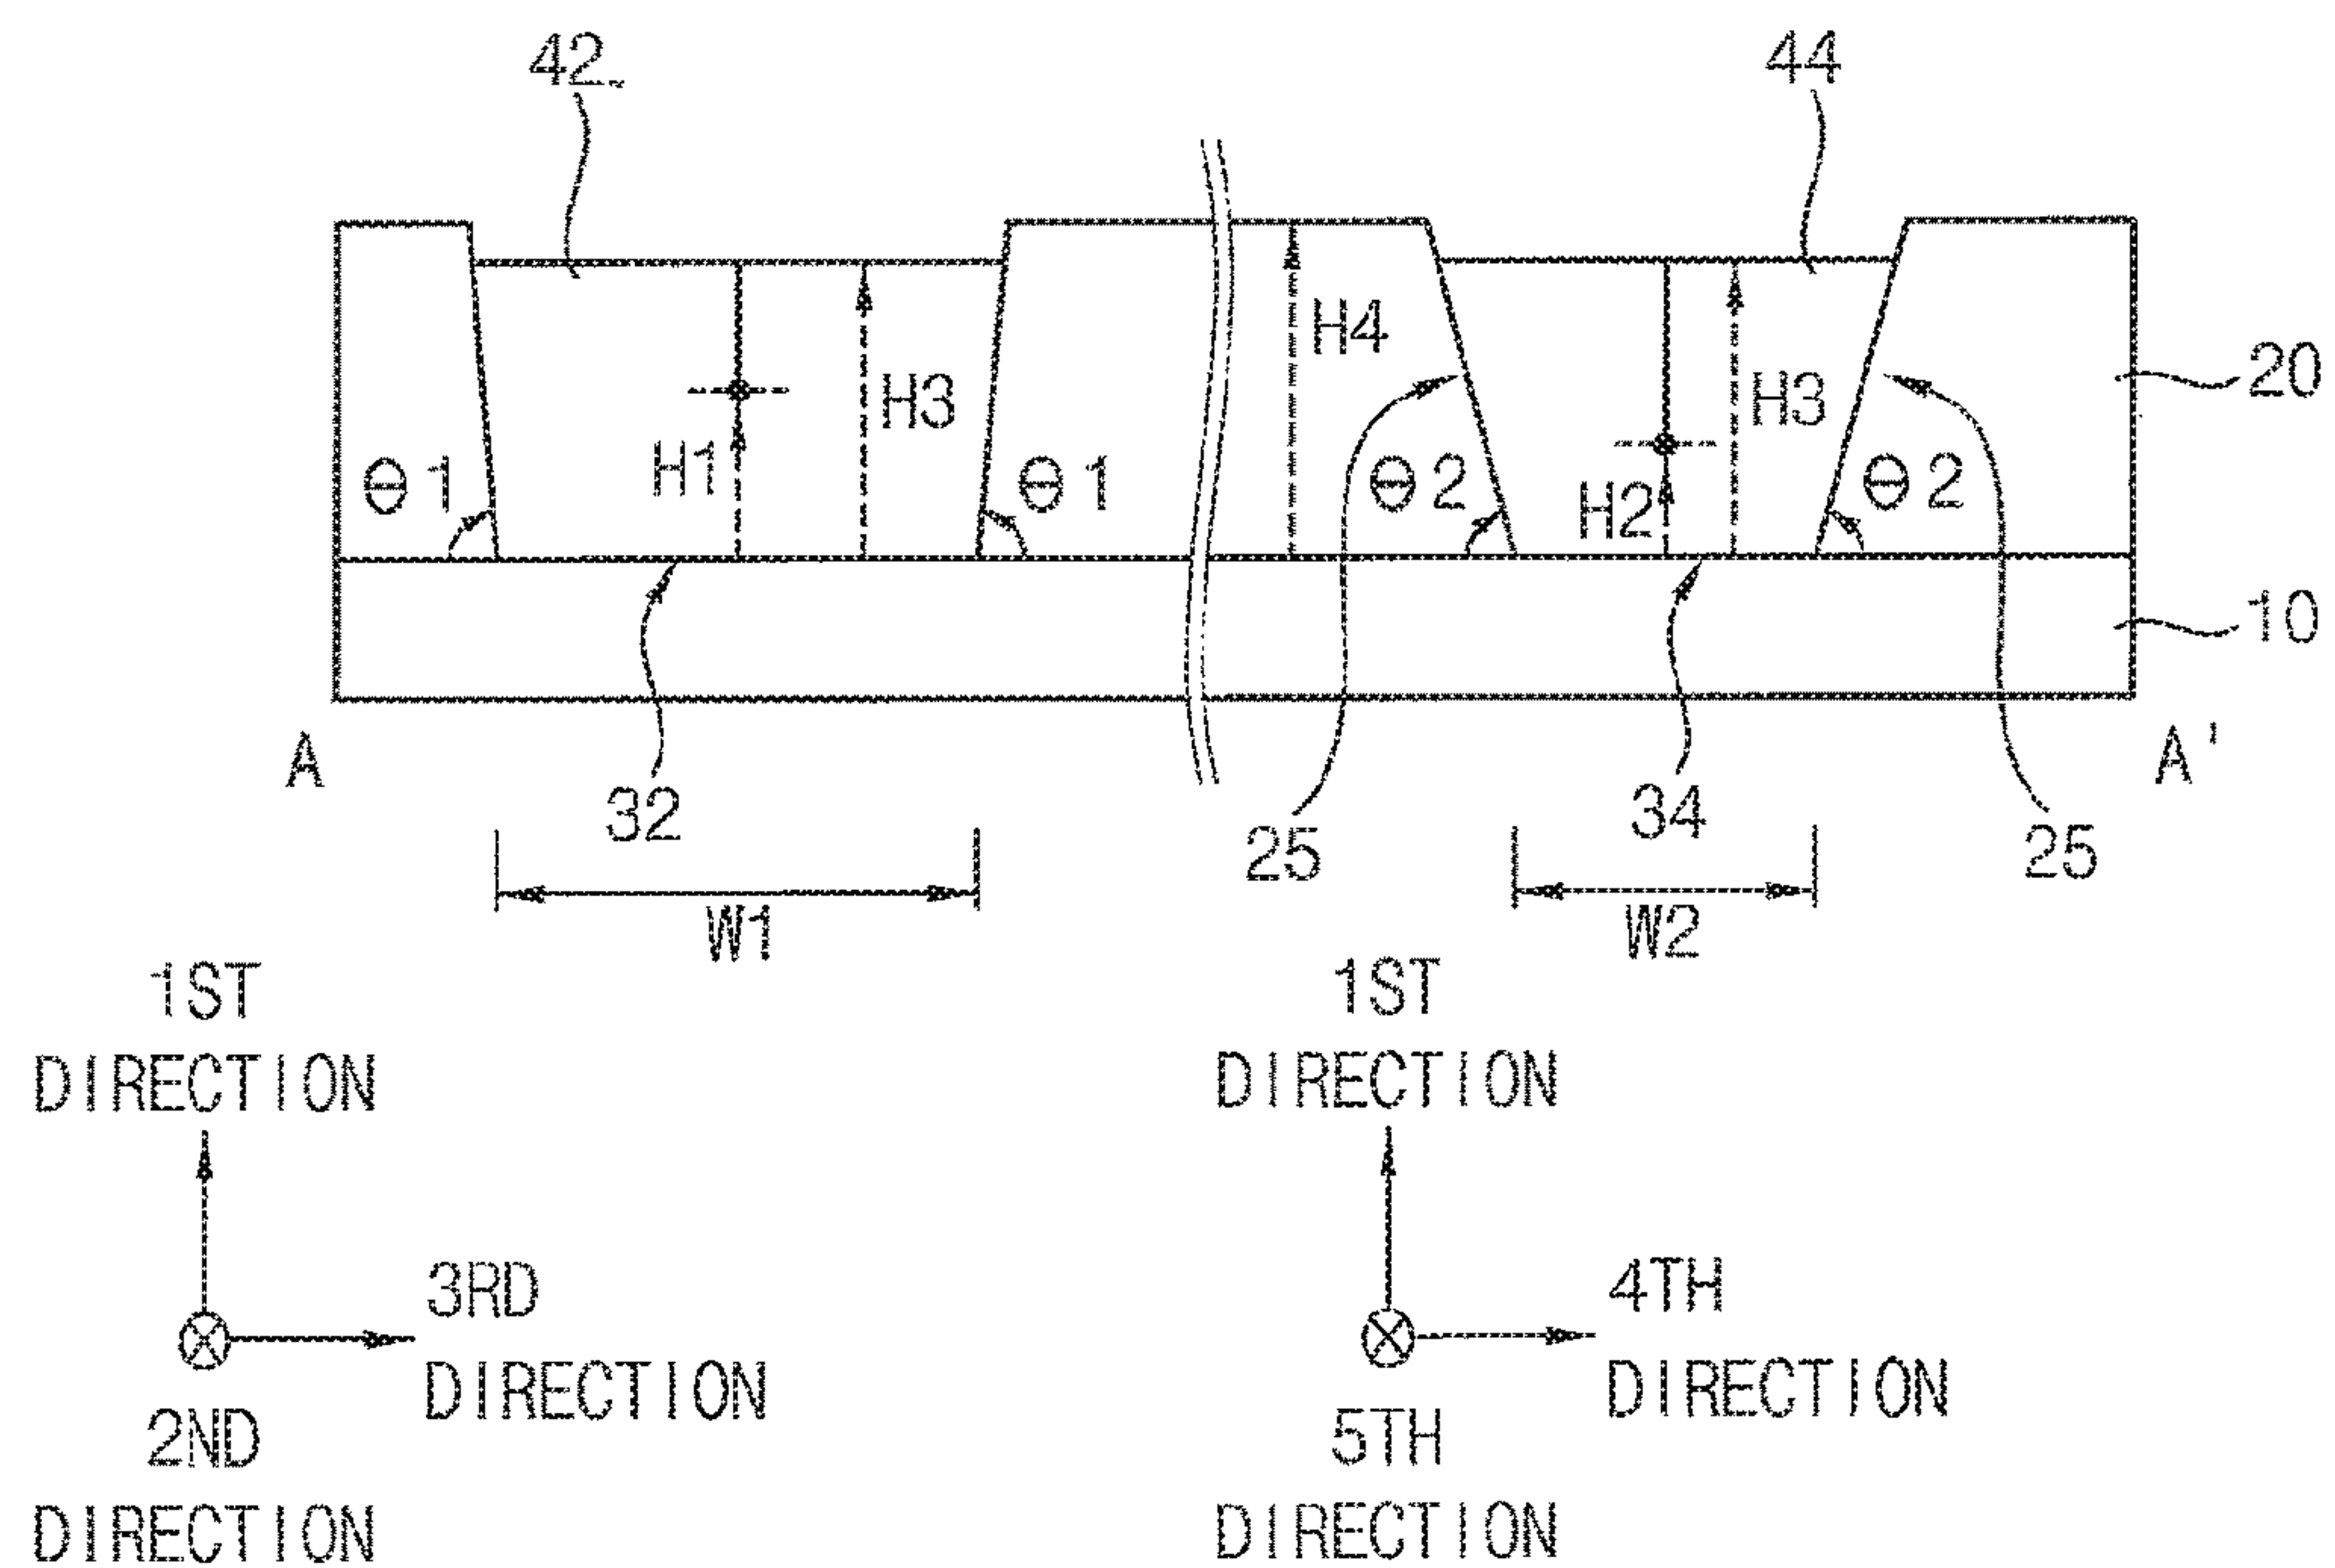 42
44
H4
H3
H3
20
H1
θ1
θ1
θ2
H2
θ2
10
A
A'
32
25
34
25
W1
W2
1ST
DIRECTION
3RD
DIRECTION
2ND
DIRECTION
1ST
DIRECTION
4TH
DIRECTION
5TH
DIRECTION